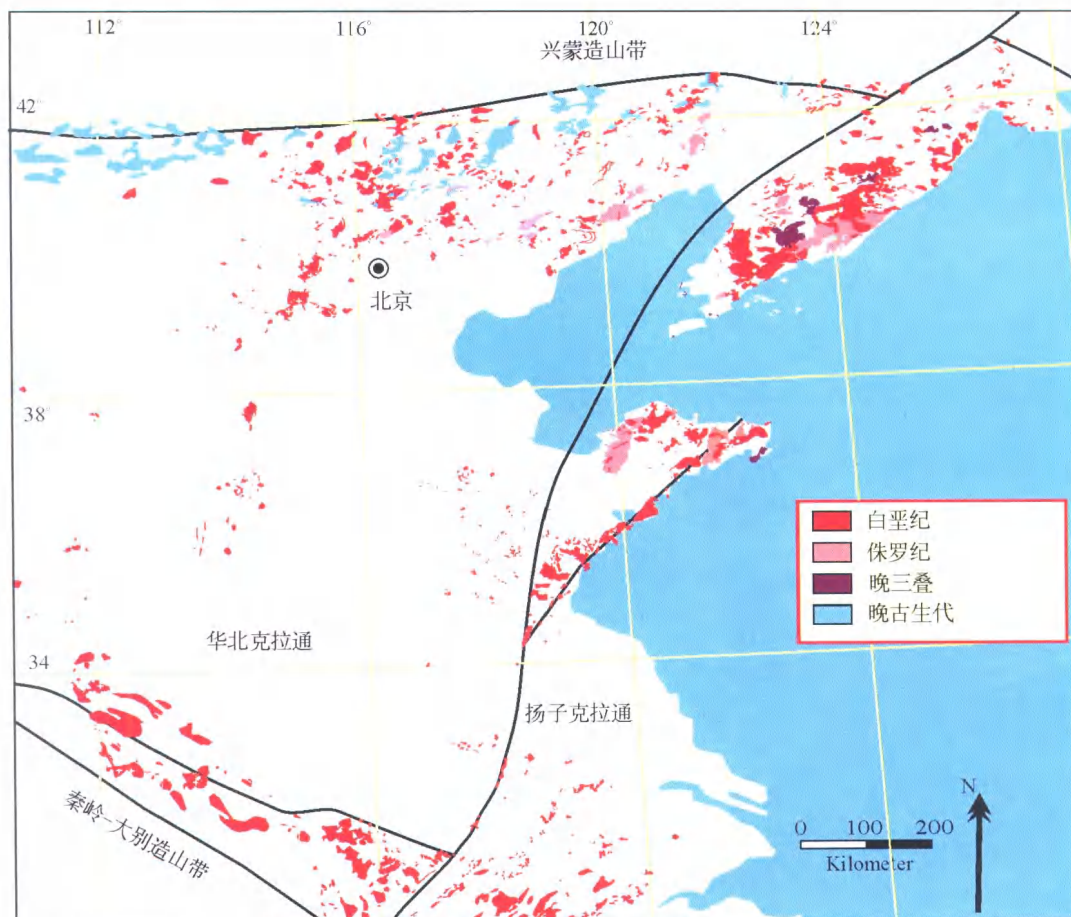 112°
116°
120°
124°
兴蒙造山带
42°
北京
38°
白垩纪
侏罗纪
晚三叠
晚古生代
华北克拉通
34
扬子克拉通
秦岭-大别造山带
N
0 100 200
Kilometer